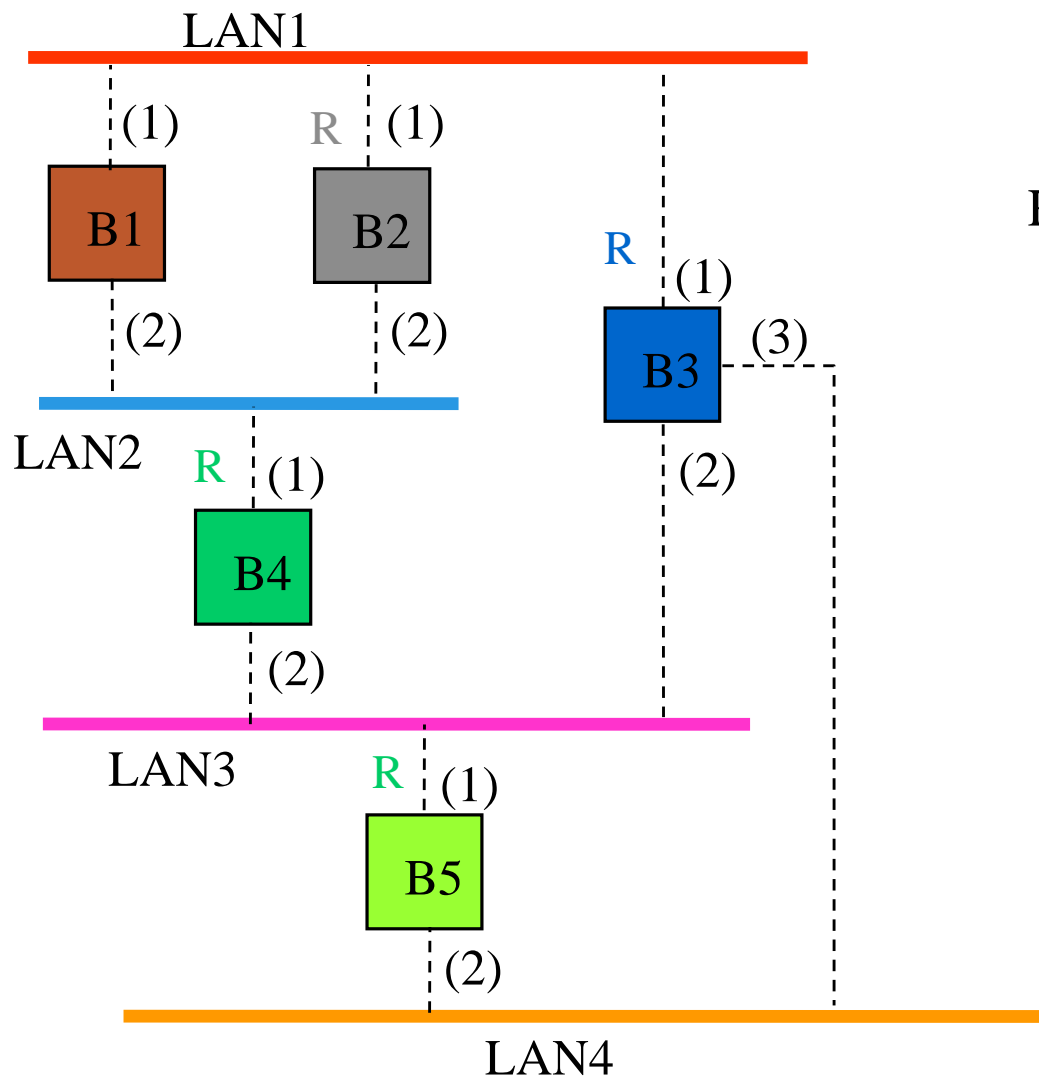 LAN1
(1)
R (1)
B1
B2
R
(1)
(3)
(2)
(2)
B3
LAN2
R (1)
(2)
B4
(2)
LAN3
R (1)
B5
(2)
LAN4